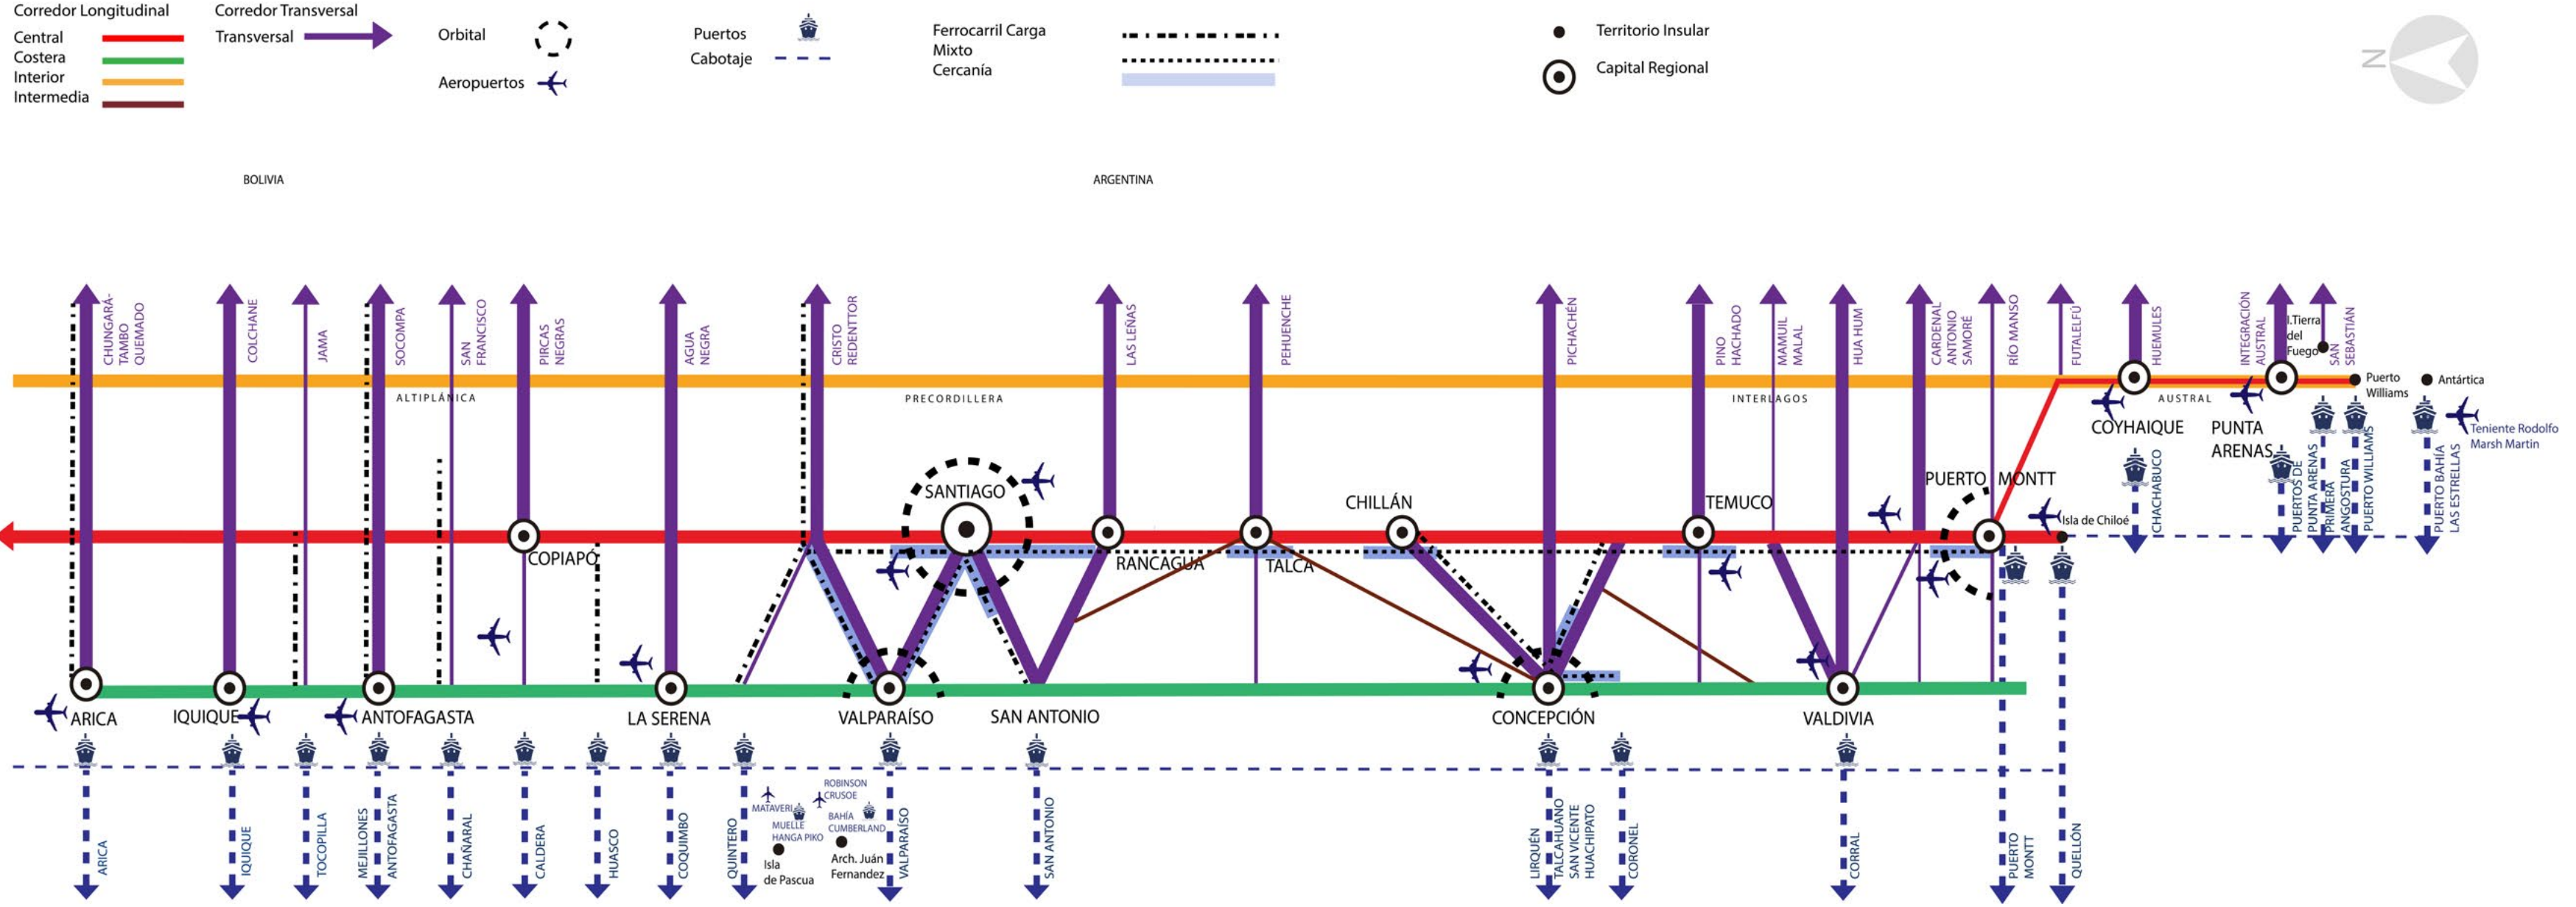 Corredor Longitudinal
Central
Costera
Interior
Intermedia
Corredor Transversal
Transversal
Orbital
Aeropuertos
Puertos
Cabotaje
Ferrocarril Carga
Mixto
Cercanía
Territorio Insular
Capital Regional
N
BOLIVIA
ARGENTINA
CHUNGARÁ-
TAMBO
QUEMADO
COLCHANE
JAMA
SOCOMPA
SAN
FRANCISCO
PIRCAS
NEGRAS
AGUA
NEGRA
CRISTO
REDENTTOR
LAS LEÑAS
PEHUENCHE
PICHACHÉN
PINO
HACHADO
MAMUIL
MALAL
HUA HUM
CARDENAL
ANTONIO
SAMORÉ
RÍO MANSO
FUTALELFÚ
HUEMULES
INTEGRACIÓN
AUSTRAL
I.Tierra
del
Fuego
SAN
SEBASTIÁN
Puerto
Williams
Antártica
ALTIPLÁNICA
PRECORDILLERA
INTERLAGOS
AUSTRAL
COYHAIQUE
PUNTA
ARENAS
Teniente Rodolfo
Marsh Martin
CHACHABUCO
PUERTOS DE
PUNTA ARENAS
PRIMERA
ANGOSTURA
PUERTO WILLIAMS
PUERTO BAHÍA
LAS ESTRELLAS
SANTIAGO
CHILLÁN
TEMUCO
PUERTO MONTT
Isla de Chiloé
COPIAPÓ
RANCAGUA
TALCA
ARICA
IQUIQUE
ANTOFAGASTA
LA SERENA
VALPARAÍSO
SAN ANTONIO
CONCEPCIÓN
VALDIVIA
ARICA
IQUIQUE
TOCOPILLA
MEJILLONES
ANTOFAGASTA
CHAÑARAL
CALDERA
HUASCO
COQUIMBO
QUINTERO
MATAVERI
MUELLE
HANGA PIKO
Isla
de Pascua
ROBINSON
CRUSOE
BAHÍA
CUMBERLAND
Arch. Juán
Fernandez
VALPARAÍSO
SAN ANTONIO
LIRQUÉN
TALCAHUANO
SAN VICENTE
HUACHIPATO
CORONEL
CORRAL
PUERTO
MONTT
QUELLÓN